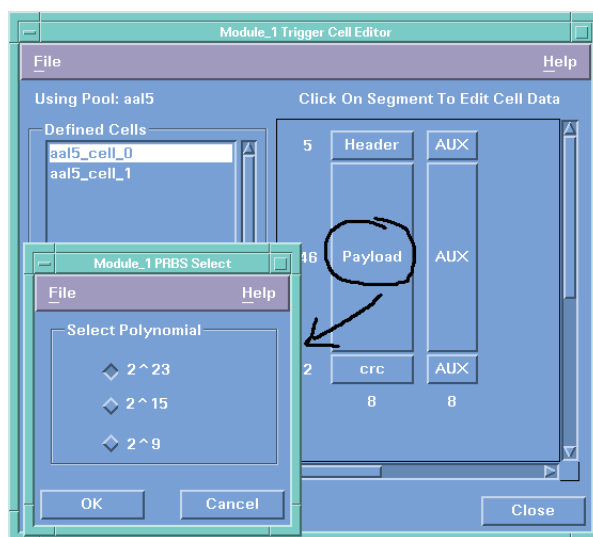 Module_1 Trigger Cell Editor
File Help
Using Pool: aal5 Click On Segment To Edit Cell Data
Defined Cells
aal5_cell_0
aal5_cell_1
5 Header AUX
46 Payload AUX
2 crc AUX
8 8
Close
Module_1 PRBS Select
File Help
Select Polynomial
2^23
2^15
2^9
OK Cancel